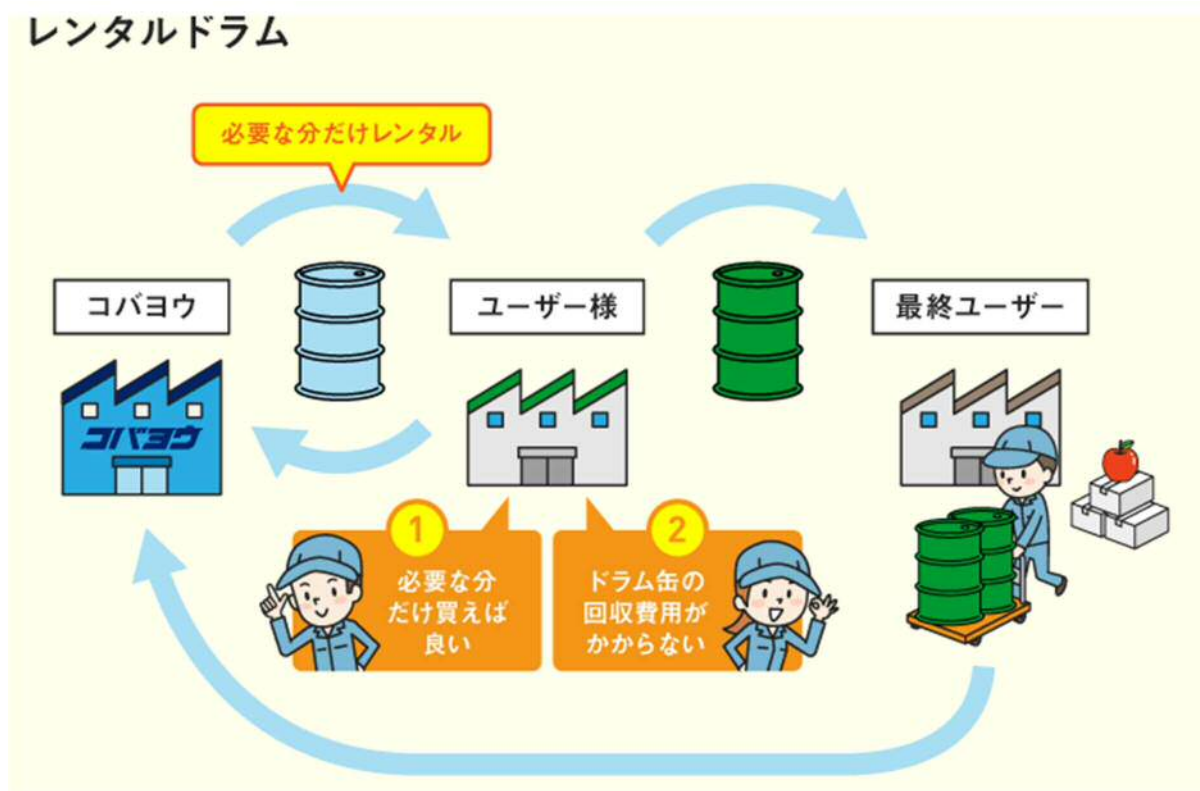 レンタルドラム
必要な分だけレンタル
コバヨウ
ユーザー様
最終ユーザー
コバヨウ
1
必要な分
だけ買えば
良い
2
ドラム缶の
回収費用が
かからない